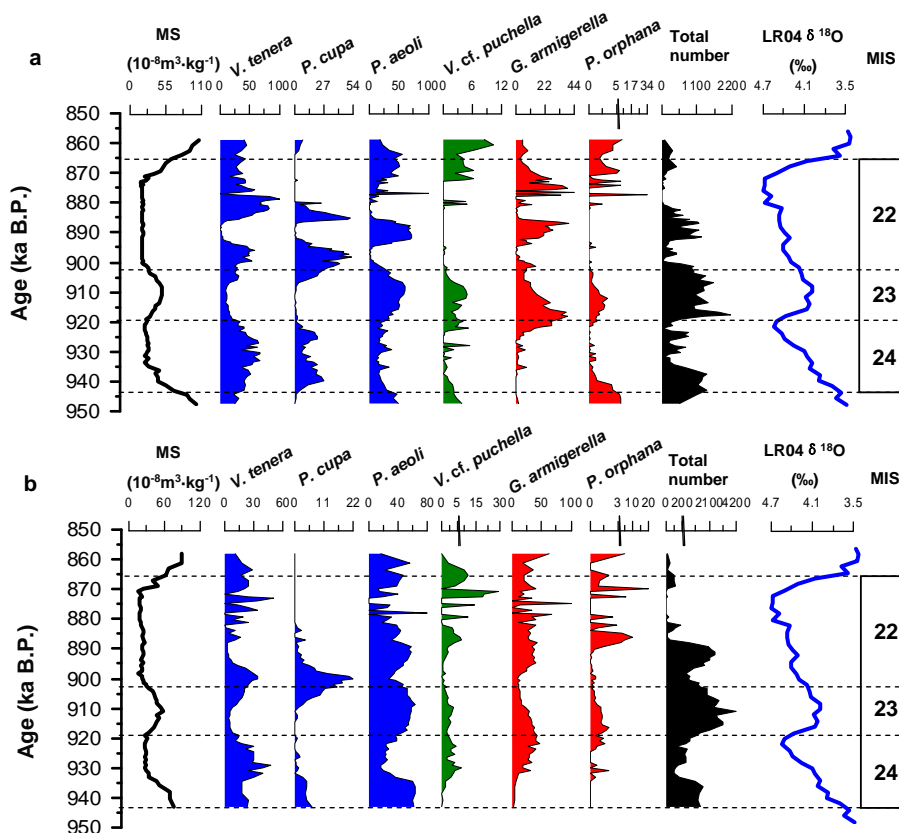 a
MS
(10⁻⁸m³·kg⁻¹)
V. tenera
P. cupa
P. aeoli
V. cf. puchella
G. armigerella
P. orphana
Total
number
LR04 δ ¹⁸O
(‰)
MIS
0 55 110
0 50 100
0 27 54
0 50 100
0 6 12
0 22 44
0 5 17 34
0 1100 2200
4.7 4.1 3.5
Age (ka B.P.)
850
860
870
880
890
900
910
920
930
940
950
22
23
24
b
MS
(10⁻⁸m³·kg⁻¹)
V. tenera
P. cupa
P. aeoli
V. cf. puchella
G. armigerella
P. orphana
Total
number
LR04 δ ¹⁸O
(‰)
MIS
0 60 120
0 30 60
0 11 22
0 40 80
0 5 15 30
0 50 100
0 3 10 20
0 200 2100 4200
4.7 4.1 3.5
Age (ka B.P.)
850
860
870
880
890
900
910
920
930
940
950
22
23
24